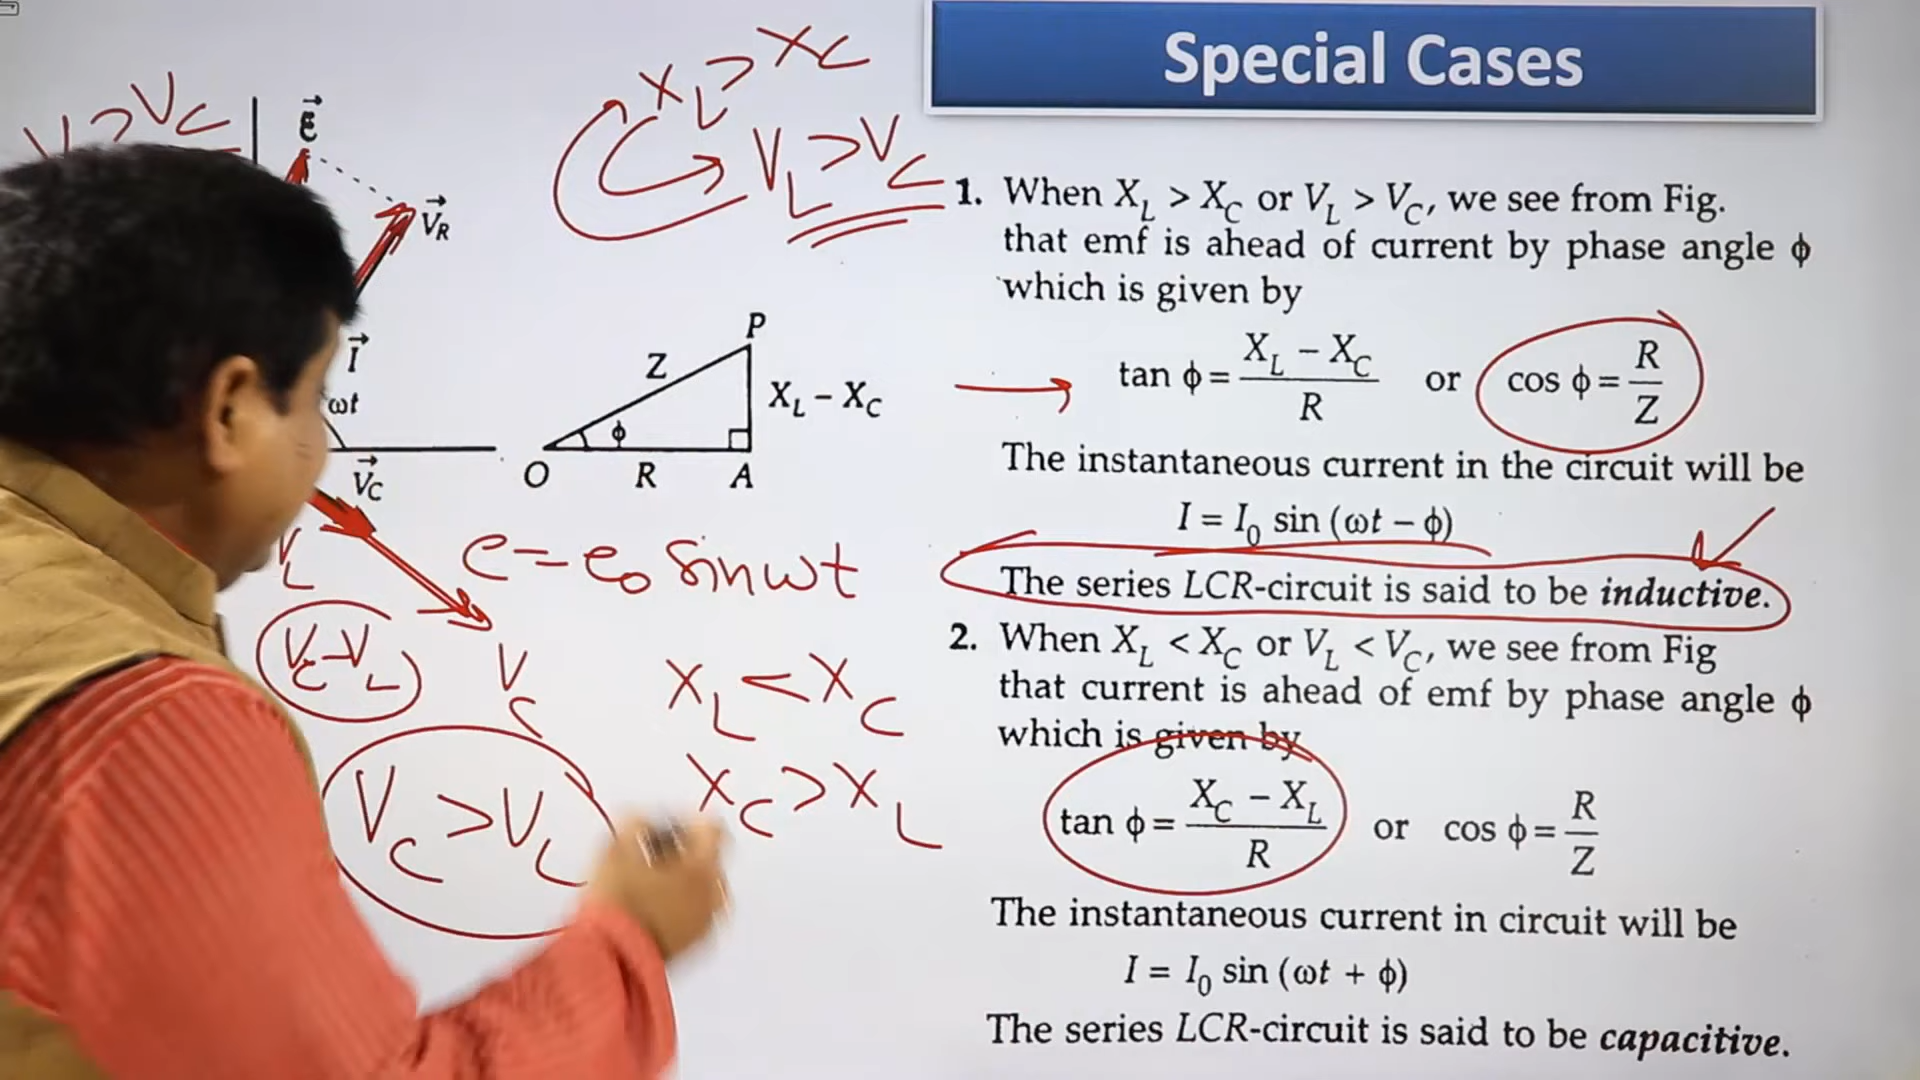 Special Cases
X_L > X_C
V_L > V_C
> V_C
E⃗
V⃗_R
I⃗
ωt
V⃗_C
P
Z
X_L – X_C
ϕ
O
R
A
1. When X_L > X_C or V_L > V_C, we see from Fig.
that emf is ahead of current by phase angle ϕ
which is given by
tan ϕ = (X_L – X_C) / R or cos ϕ = R / Z
The instantaneous current in the circuit will be
I = I_0 sin (ωt – ϕ)
The series LCR-circuit is said to be inductive.
2. When X_L < X_C or V_L < V_C, we see from Fig
that current is ahead of emf by phase angle ϕ
which is given by
tan ϕ = (X_C – X_L) / R or cos ϕ = R / Z
The instantaneous current in circuit will be
I = I_0 sin (ωt + ϕ)
The series LCR-circuit is said to be capacitive.
V_L
e = e_0 sin ωt
V_C – V_L
V_C
X_L < X_C
V_C > V_L
X_C > X_L